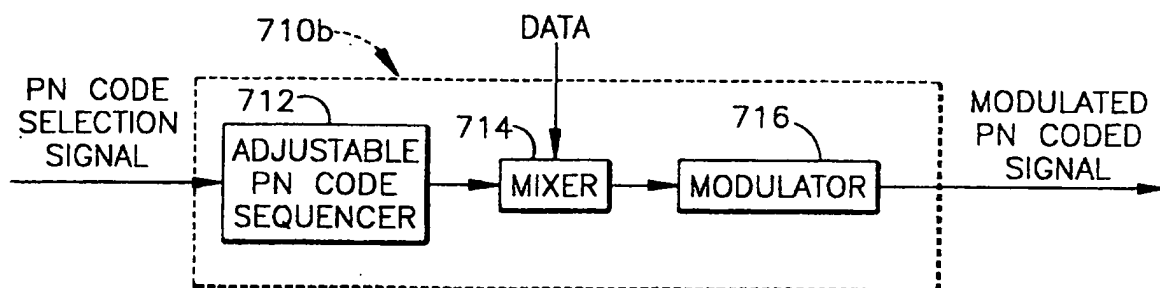 710b
DATA
PN CODE
SELECTION
SIGNAL
712
ADJUSTABLE
PN CODE
SEQUENCER
714
MIXER
716
MODULATOR
MODULATED
PN CODED
SIGNAL